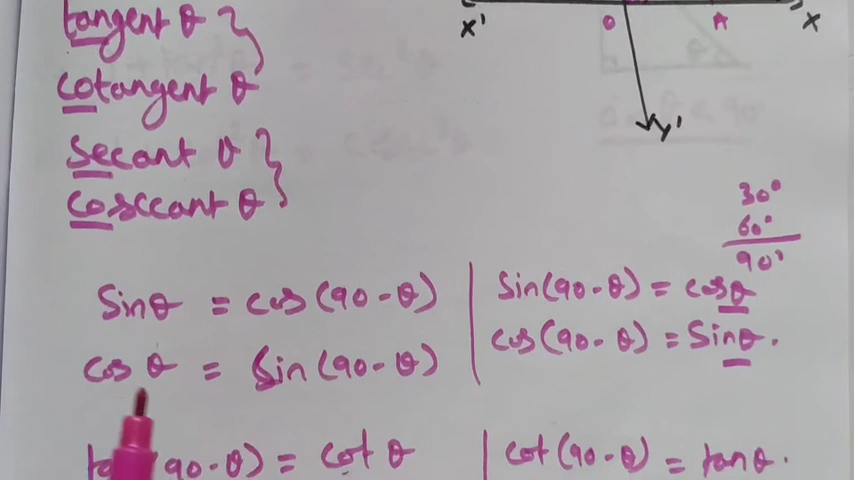 tangent θ
cotangent θ
secant θ
cosecant θ
X' O A X
Y'
30°
60°
90°
Sinθ = cos(90-θ) | Sin(90-θ) = cosθ
cos θ = Sin(90-θ) | cos(90-θ) = Sinθ.
(90-θ) = cot θ | cot(90-θ) = tanθ.